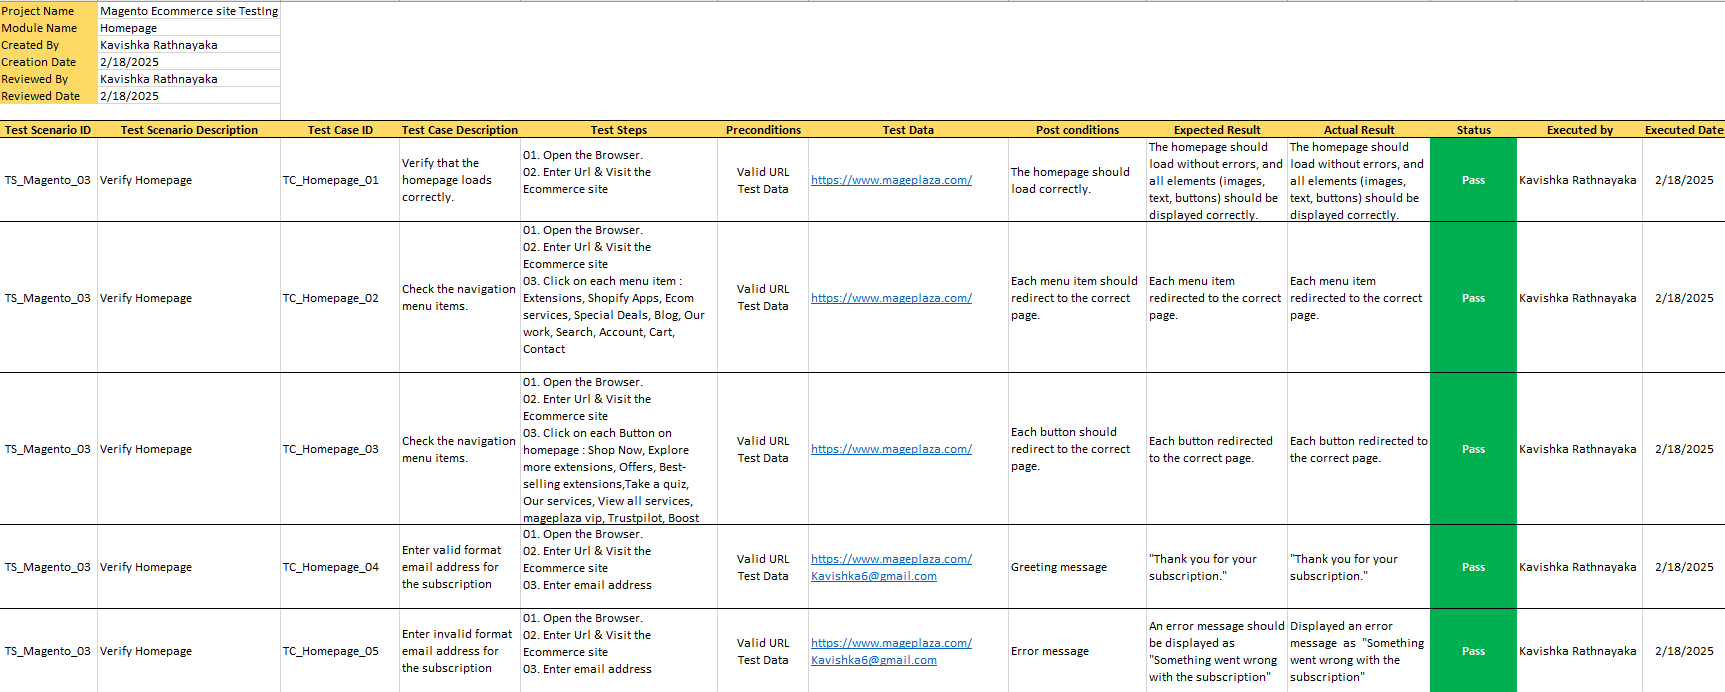 Project Name Magento Ecommerce site Testing
Module Name Homepage
Created By Kavishka Rathnayaka
Creation Date 2/18/2025
Reviewed By Kavishka Rathnayaka
Reviewed Date 2/18/2025
Test Scenario ID Test Scenario Description Test Case ID Test Case Description Test Steps Preconditions Test Data Post conditions Expected Result Actual Result Status Executed by Executed Date
TS_Magento_03
Verify Homepage
TC_Homepage_01
Verify that the
homepage loads
correctly.
01. Open the Browser.
02. Enter Url & Visit the
Ecommerce site
Valid URL
Test Data
https://www.mageplaza.com/
The homepage should
load correctly.
The homepage should
load without errors, and
all elements (images,
text, buttons) should be
displayed correctly.
The homepage should
load without errors, and
all elements (images,
text, buttons) should be
displayed correctly.
Pass
Kavishka Rathnayaka
2/18/2025
TS_Magento_03
Verify Homepage
TC_Homepage_02
Check the navigation
menu items.
01. Open the Browser.
02. Enter Url & Visit the
Ecommerce site
03. Click on each menu item :
Extensions, Shopify Apps, Ecom
services, Special Deals, Blog, Our
work, Search, Account, Cart,
Contact
Valid URL
Test Data
https://www.mageplaza.com/
Each menu item should
redirect to the correct
page.
Each menu item
redirected to the correct
page.
Each menu item
redirected to the correct
page.
Pass
Kavishka Rathnayaka
2/18/2025
TS_Magento_03
Verify Homepage
TC_Homepage_03
Check the navigation
menu items.
01. Open the Browser.
02. Enter Url & Visit the
Ecommerce site
03. Click on each Button on
homepage : Shop Now, Explore
more extensions, Offers, Best-
selling extensions,Take a quiz,
Our services, View all services,
mageplaza vip, Trustpilot, Boost
Valid URL
Test Data
https://www.mageplaza.com/
Each button should
redirect to the correct
page.
Each button redirected
to the correct page.
Each button redirected to
the correct page.
Pass
Kavishka Rathnayaka
2/18/2025
TS_Magento_03
Verify Homepage
TC_Homepage_04
Enter valid format
email address for
the subscription
01. Open the Browser.
02. Enter Url & Visit the
Ecommerce site
03. Enter email address
Valid URL
Test Data
https://www.mageplaza.com/
Kavishka6@gmail.com
Greeting message
"Thank you for your
subscription."
"Thank you for your
subscription."
Pass
Kavishka Rathnayaka
2/18/2025
TS_Magento_03
Verify Homepage
TC_Homepage_05
Enter invalid format
email address for
the subscription
01. Open the Browser.
02. Enter Url & Visit the
Ecommerce site
03. Enter email address
Valid URL
Test Data
https://www.mageplaza.com/
Kavishka6@gmail.com
Error message
An error message should
be displayed as
"Something went wrong
with the subscription"
Displayed an error
message as "Something
went wrong with the
subscription"
Pass
Kavishka Rathnayaka
2/18/2025